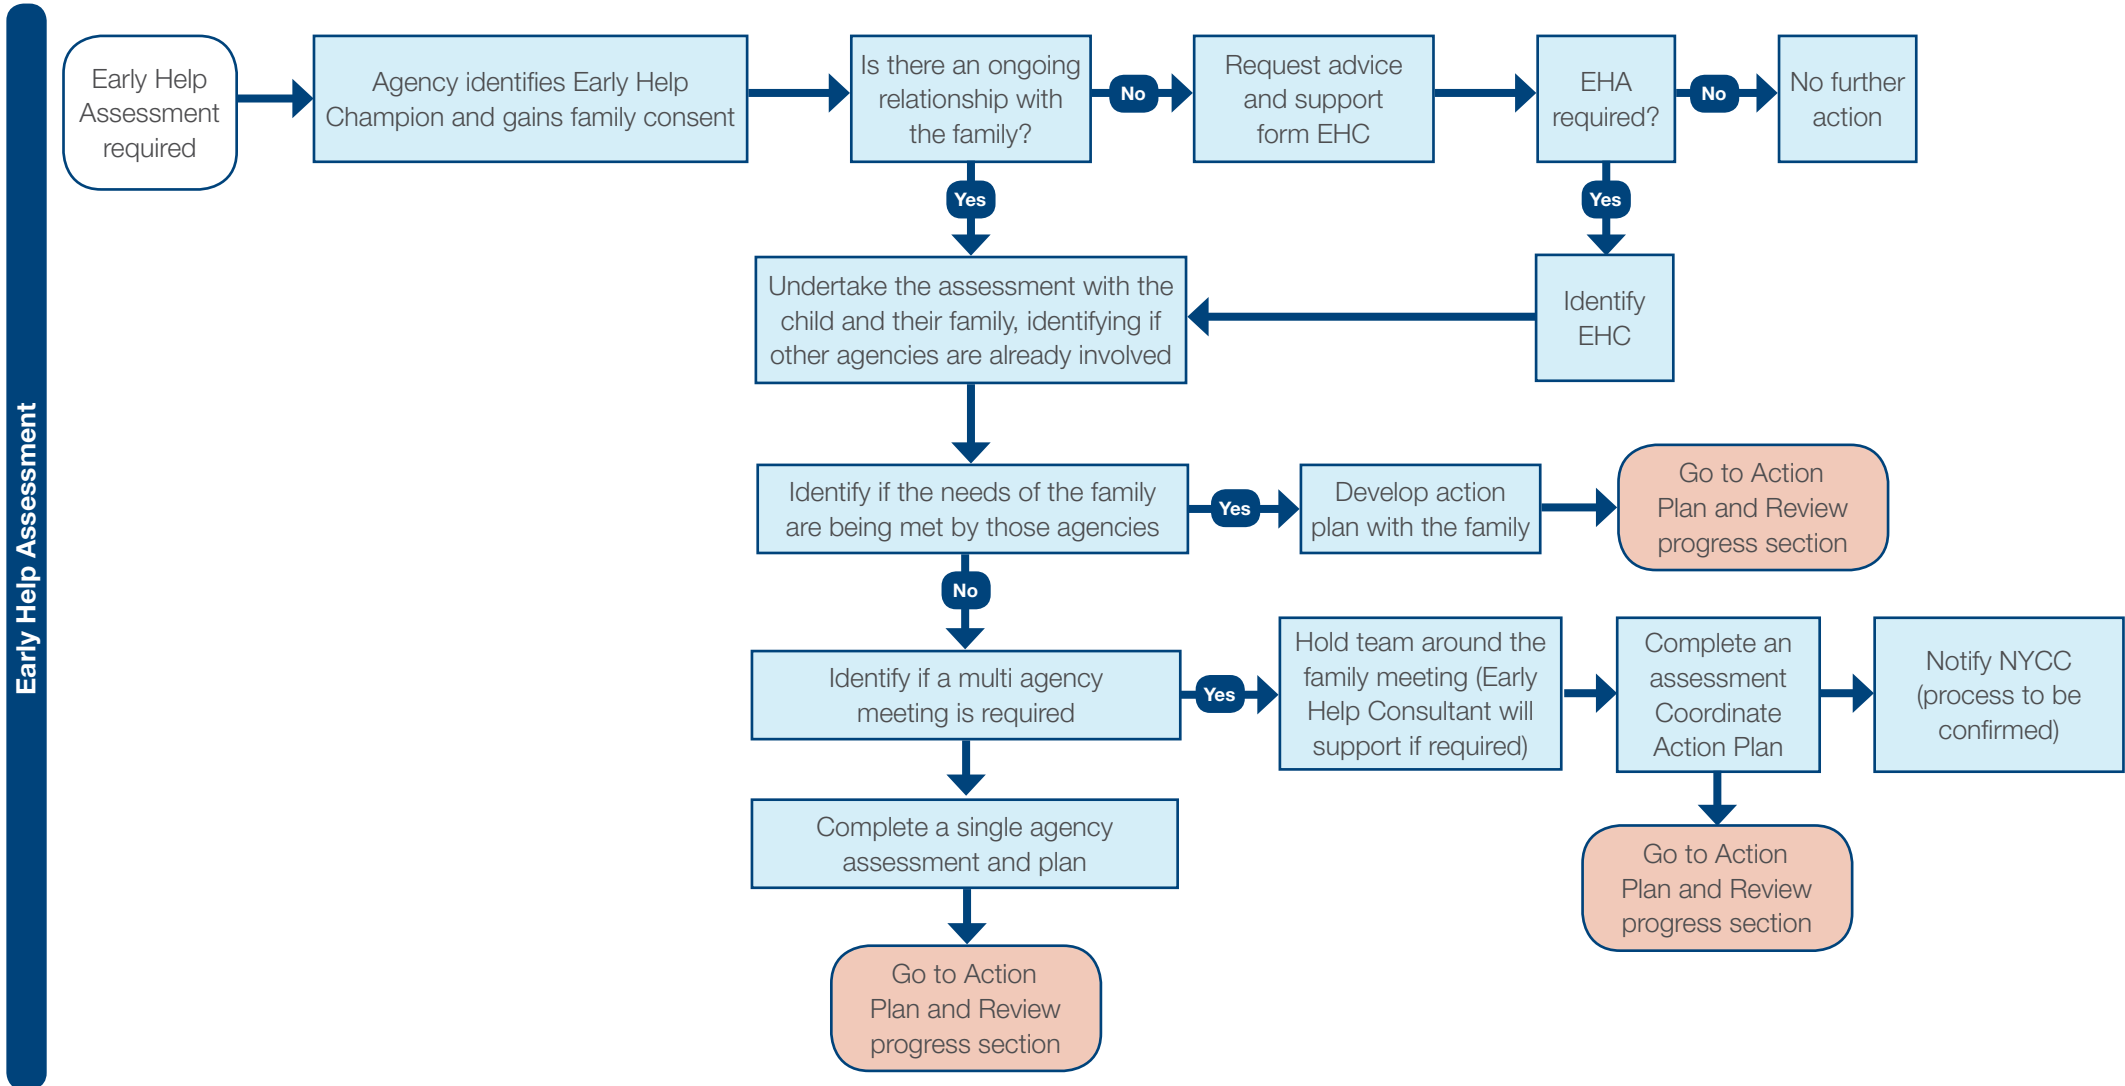 Early Help Assessment
Early Help
Assessment
required
Agency identifies Early Help
Champion and gains family consent
Is there an ongoing
relationship with
the family?
No
Request advice
and support
form EHC
EHA
required?
No
No further
action
Yes
Yes
Undertake the assessment with the
child and their family, identifying if
other agencies are already involved
Identify
EHC
Identify if the needs of the family
are being met by those agencies
Yes
Develop action
plan with the family
Go to Action
Plan and Review
progress section
No
Identify if a multi agency
meeting is required
Yes
Hold team around the
family meeting (Early
Help Consultant will
support if required)
Complete an
assessment
Coordinate
Action Plan
Notify NYCC
(process to be
confirmed)
Complete a single agency
assessment and plan
Go to Action
Plan and Review
progress section
Go to Action
Plan and Review
progress section